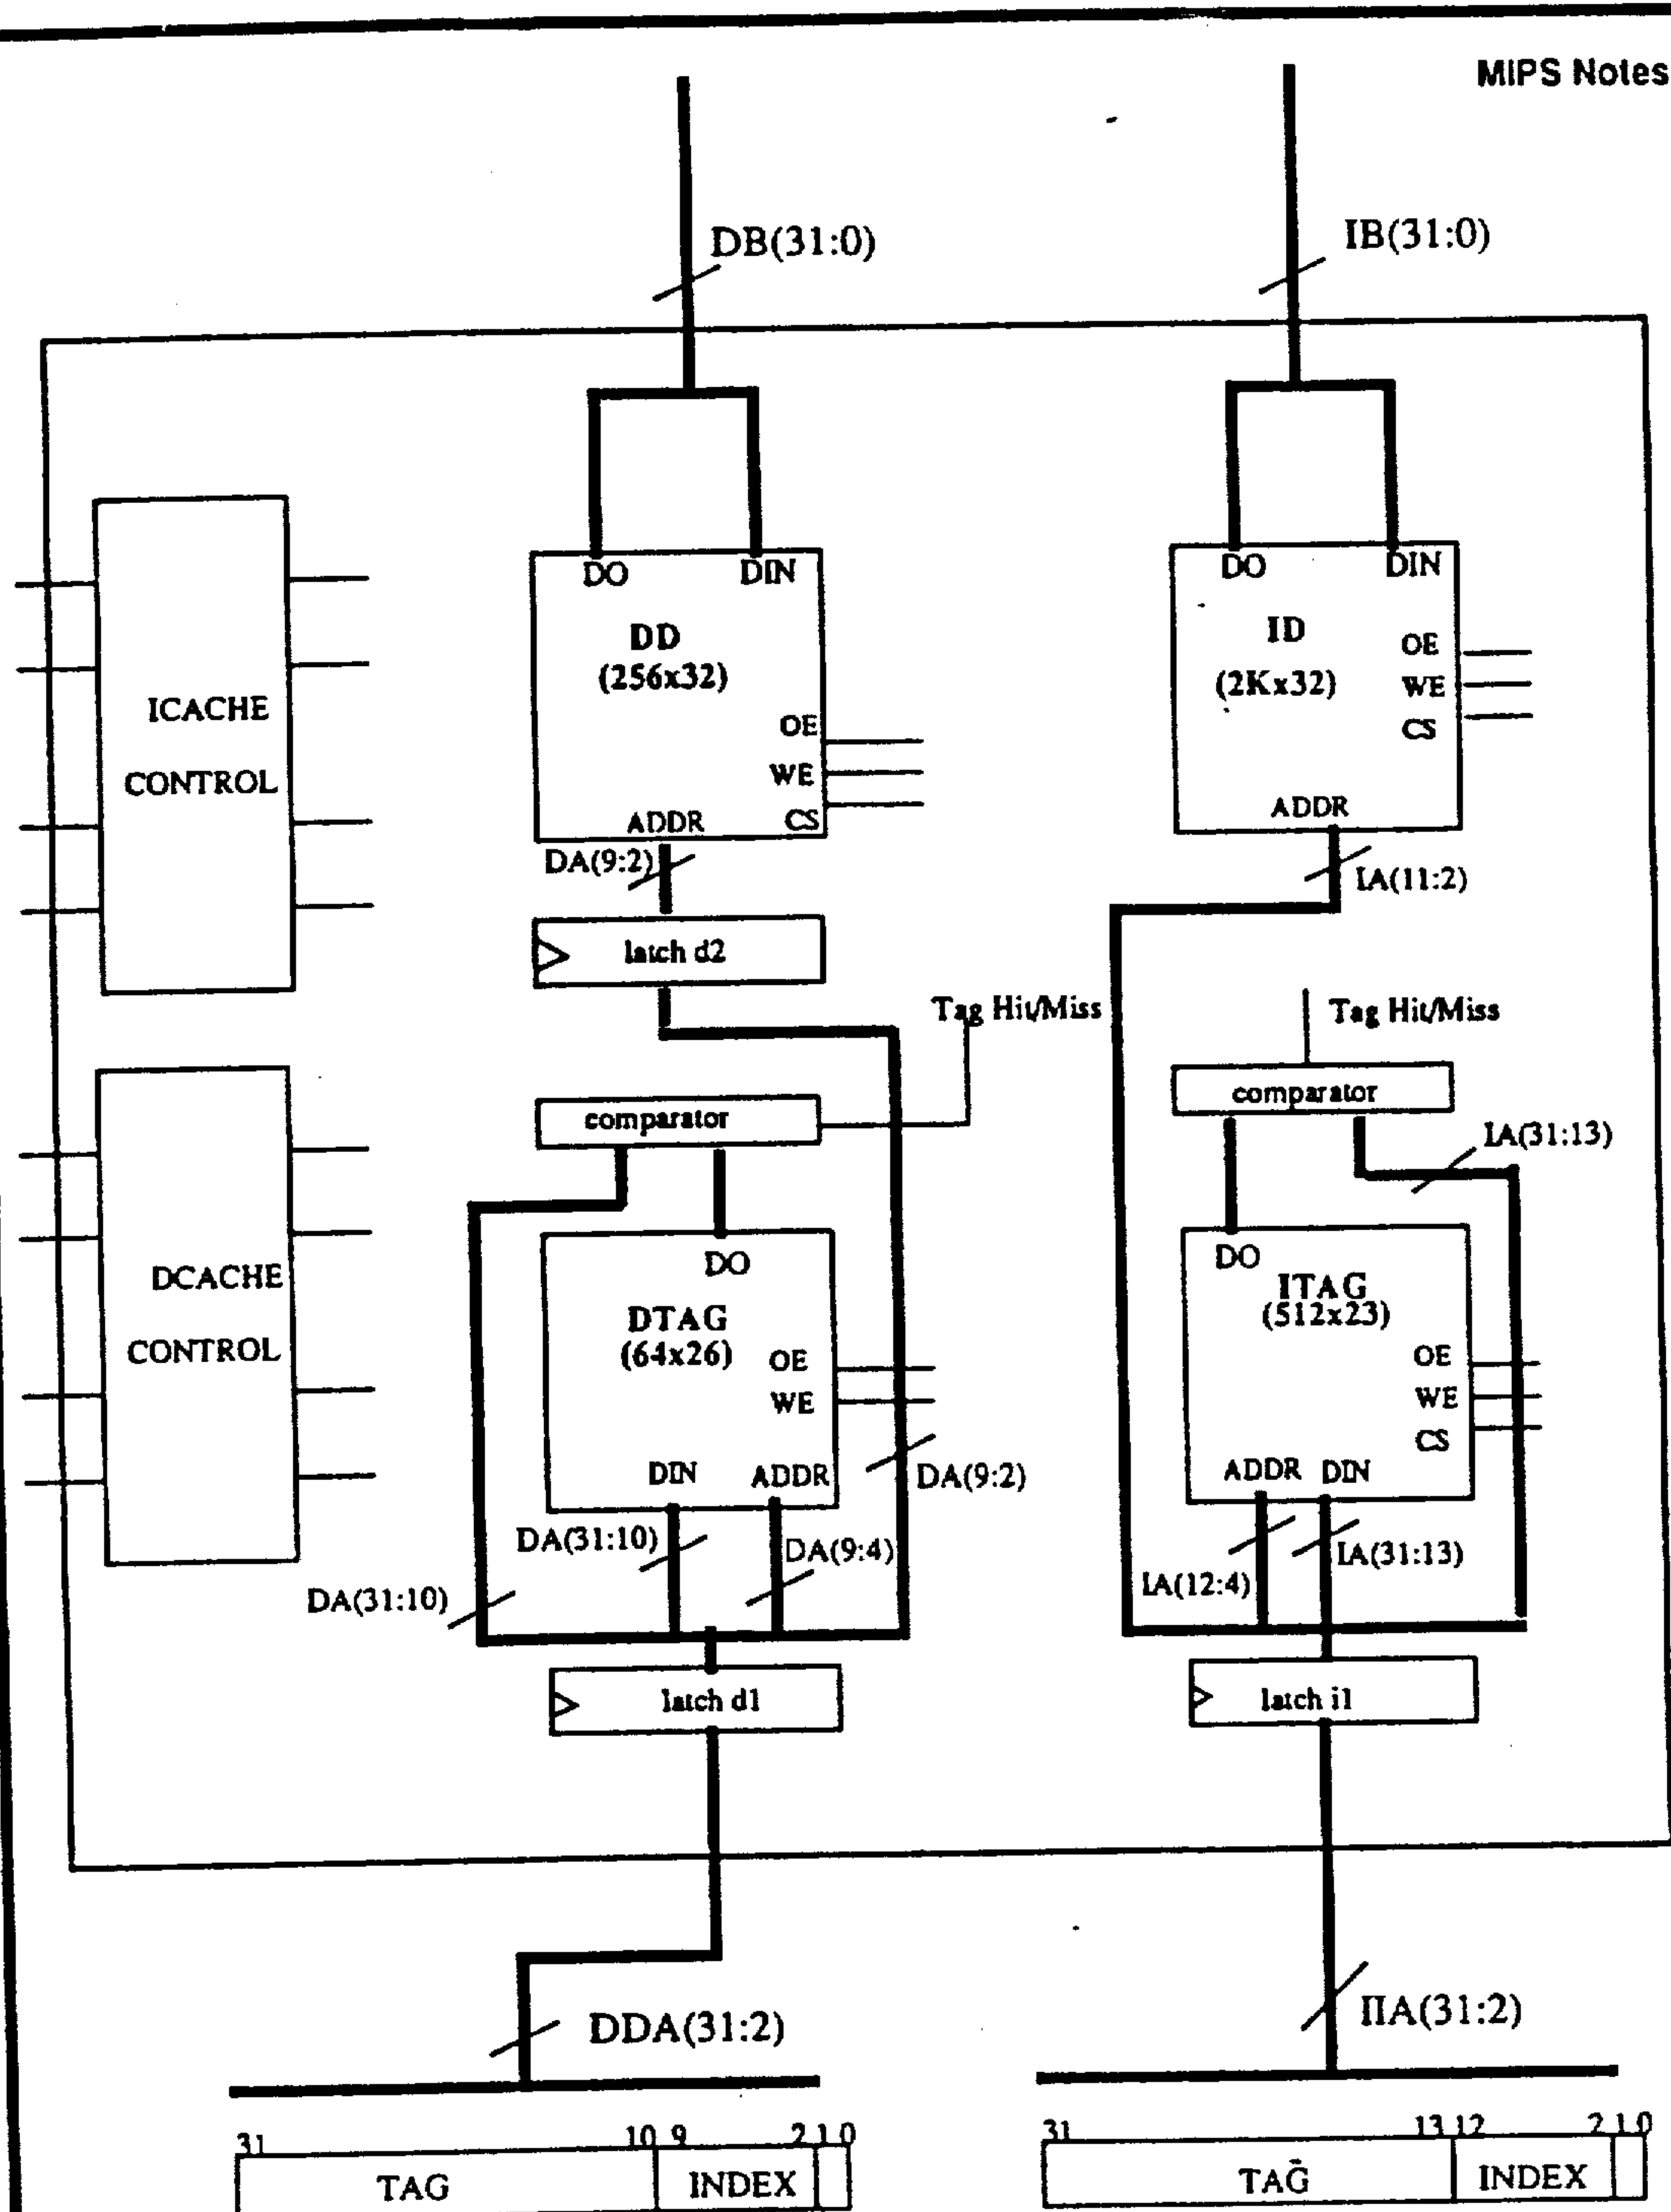 MIPS Notes
DB(31:0)
IB(31:0)
DO DIN
DD
(256x32)
OE
WE
CS
ADDR
DO DIN
ID
(2Kx32)
OE
WE
CS
ADDR
ICACHE
CONTROL
DA(9:2)
IA(11:2)
latch d2
Tag Hit/Miss
Tag Hit/Miss
comparator
comparator
IA(31:13)
DCACHE
CONTROL
DO
DTAG
(64x26)
OE
WE
DIN ADDR
DO
ITAG
(512x23)
OE
WE
CS
ADDR DIN
DA(9:2)
DA(31:10)
DA(9:4)
DA(31:10)
IA(12:4)
IA(31:13)
latch d1
latch i1
DDA(31:2)
IIA(31:2)
31 10 9 2 1 0
TAG INDEX
31 13 12 2 1 0
TAG INDEX